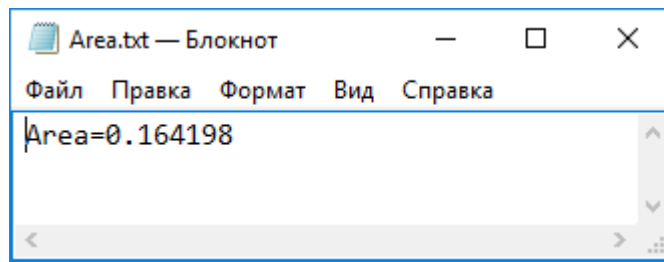 Area.txt — Блокнот
Файл Правка Формат Вид Справка
Area=0.164198